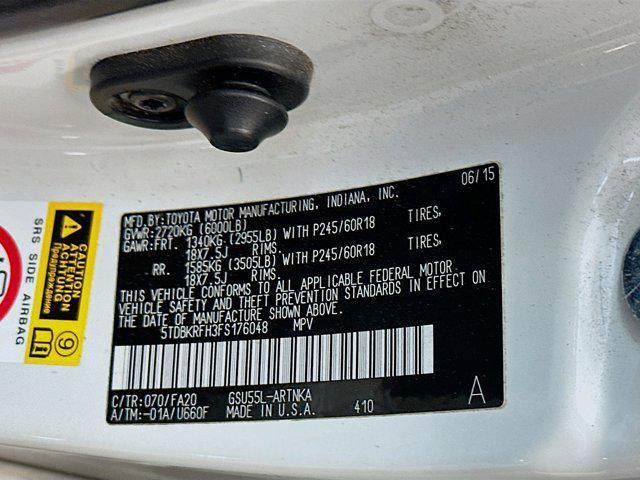 MFD.BY:TOYOTA MOTOR MANUFACTURING, INDIANA, INC. 06/15
GVWR:2720KG (6000LB)
GAWR:FRT. 1340KG (2955LB) WITH P245/60R18 TIRES,
18X7.5J RIMS.
RR. 1585KG (3505LB) WITH P245/60R18 TIRES,
18X7.5J RIMS.
THIS VEHICLE CONFORMS TO ALL APPLICABLE FEDERAL MOTOR
VEHICLE SAFETY AND THEFT PREVENTION STANDARDS IN EFFECT ON
THE DATE OF MANUFACTURE SHOWN ABOVE.
5TDBKRFH3FS176048 MPV
C/TR:070/FA20 GSU55L-ARTNKA A
A/TM:-01A/U660F MADE IN U.S.A. 410
SRS SIDE AIRBAG
CAUTION
ATTENTION
Предупреждение
9